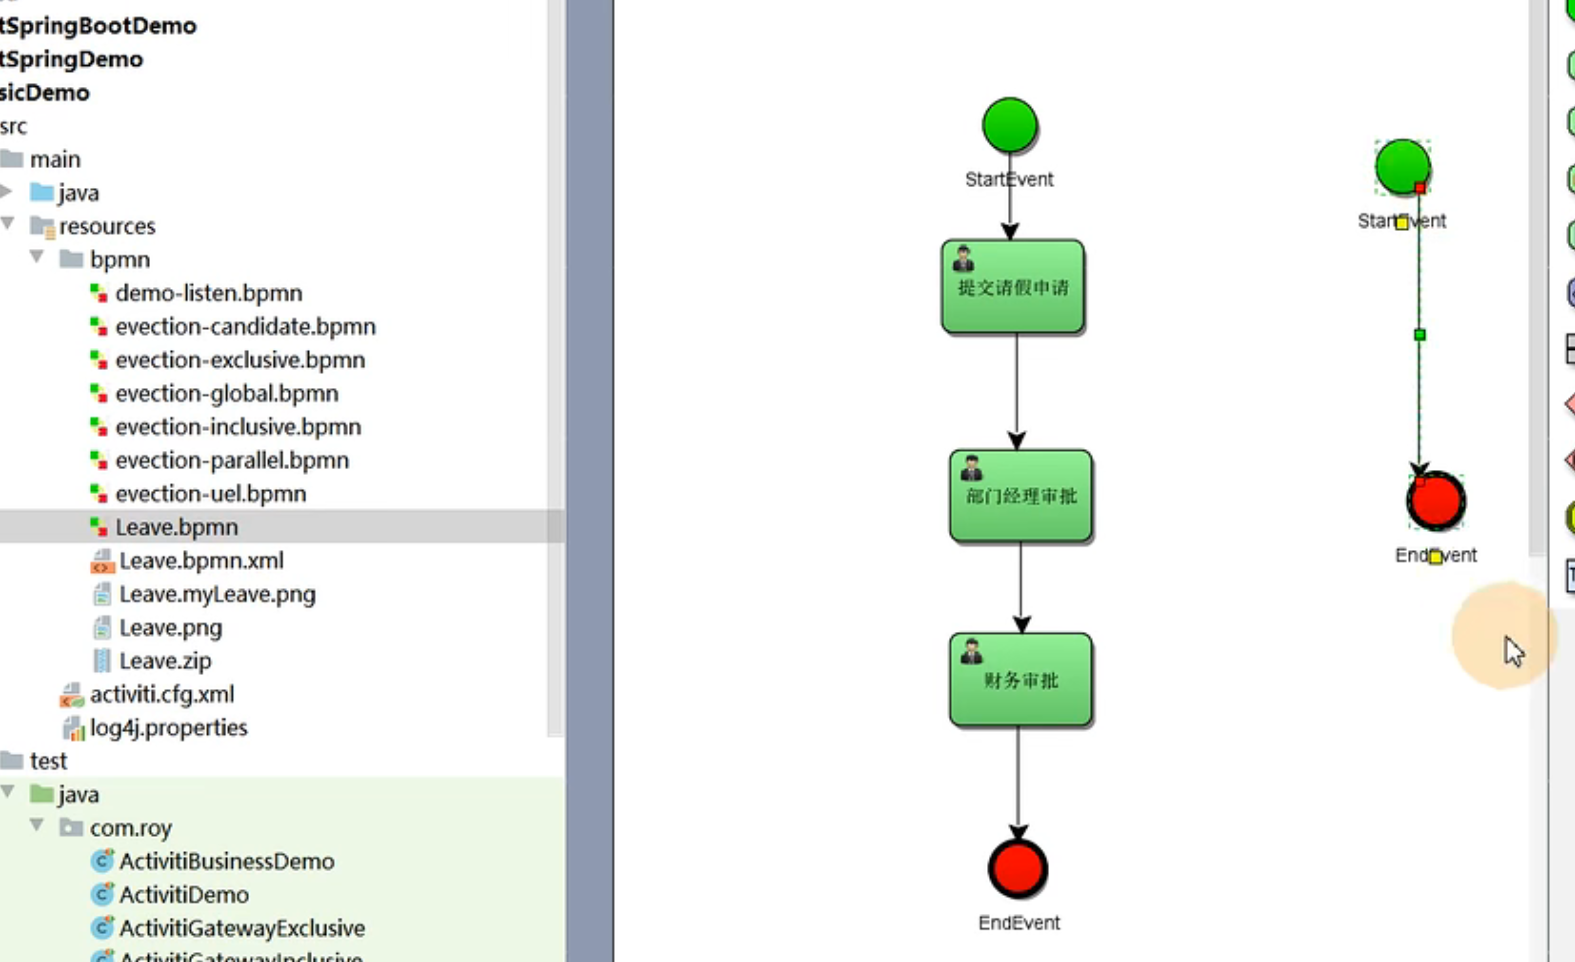 tSpringBootDemo
tSpringDemo
sicDemo
src
main
java
resources
bpmn
demo-listen.bpmn
evection-candidate.bpmn
evection-exclusive.bpmn
evection-global.bpmn
evection-inclusive.bpmn
evection-parallel.bpmn
evection-uel.bpmn
Leave.bpmn
Leave.bpmn.xml
Leave.myLeave.png
Leave.png
Leave.zip
activiti.cfg.xml
log4j.properties
test
java
com.roy
ActivitiBusinessDemo
ActivitiDemo
ActivitiGatewayExclusive
ActivitiGatewayInclusive
StartEvent
提交请假申请
部门经理审批
财务审批
EndEvent
StartEvent
EndEvent